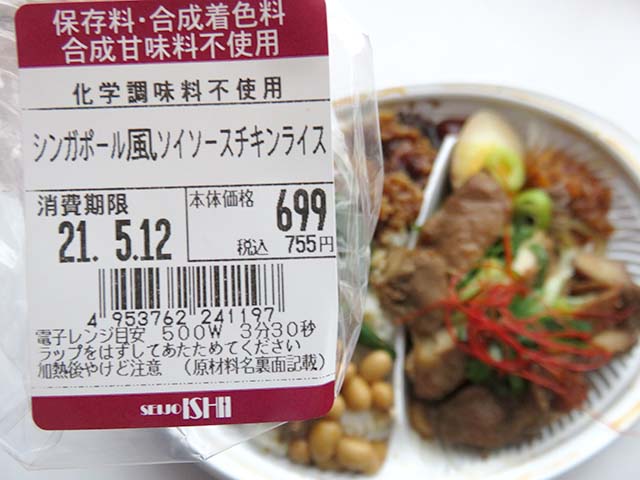 保存料・合成着色料
合成甘味料不使用
化学調味料不使用
シンガポール風ソイソースチキンライス
消費期限
21. 5.12
本体価格
699
税込 755円
4 953762 241197
電子レンジ目安 500W 3分30秒
ラップをはずしてあたためてください
加熱後やけど注意 (原材料名裏面記載)
SEIJO ISHII